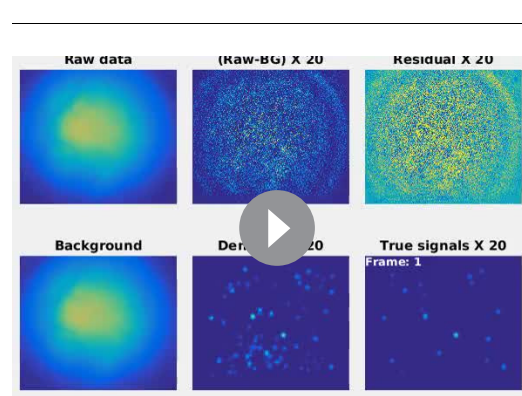 Raw data
(Raw-BG) X 20
Residual X 20
Background
20
True signals X 20
Frame: 1